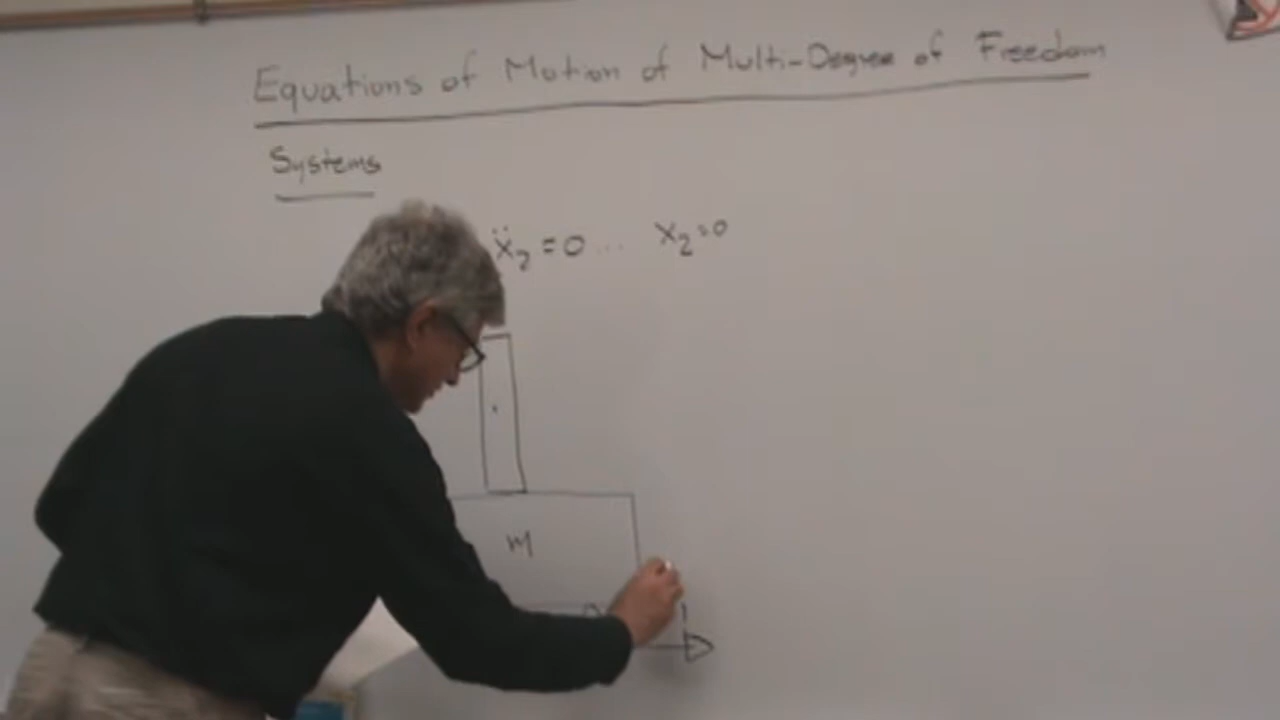 Equations of Motion of Multi-Degree of Freedom
Systems
ẍ₂ = 0 ... x₂ = 0
M